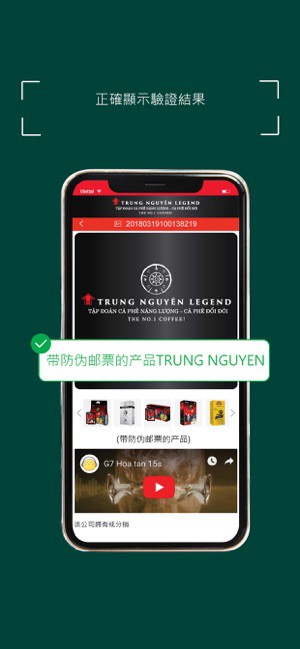 正確顯示驗證結果
Viettel
TRUNG NGUYÊN LEGEND
TẬP ĐOÀN CÀ PHÊ NĂNG LƯỢNG - CÀ PHÊ ĐỔI ĐỜI
THE NO.1 COFFEE!
20180319100138219
TRUNG NGUYÊN LEGEND
TẬP ĐOÀN CÀ PHÊ NĂNG LƯỢNG - CÀ PHÊ ĐỔI ĐỜI
THE NO.1 COFFEE!
带防伪邮票的产品TRUNG NGUYEN
(带防伪邮票的产品)
G7 Hòa tan 15s
该公司拥有或分销